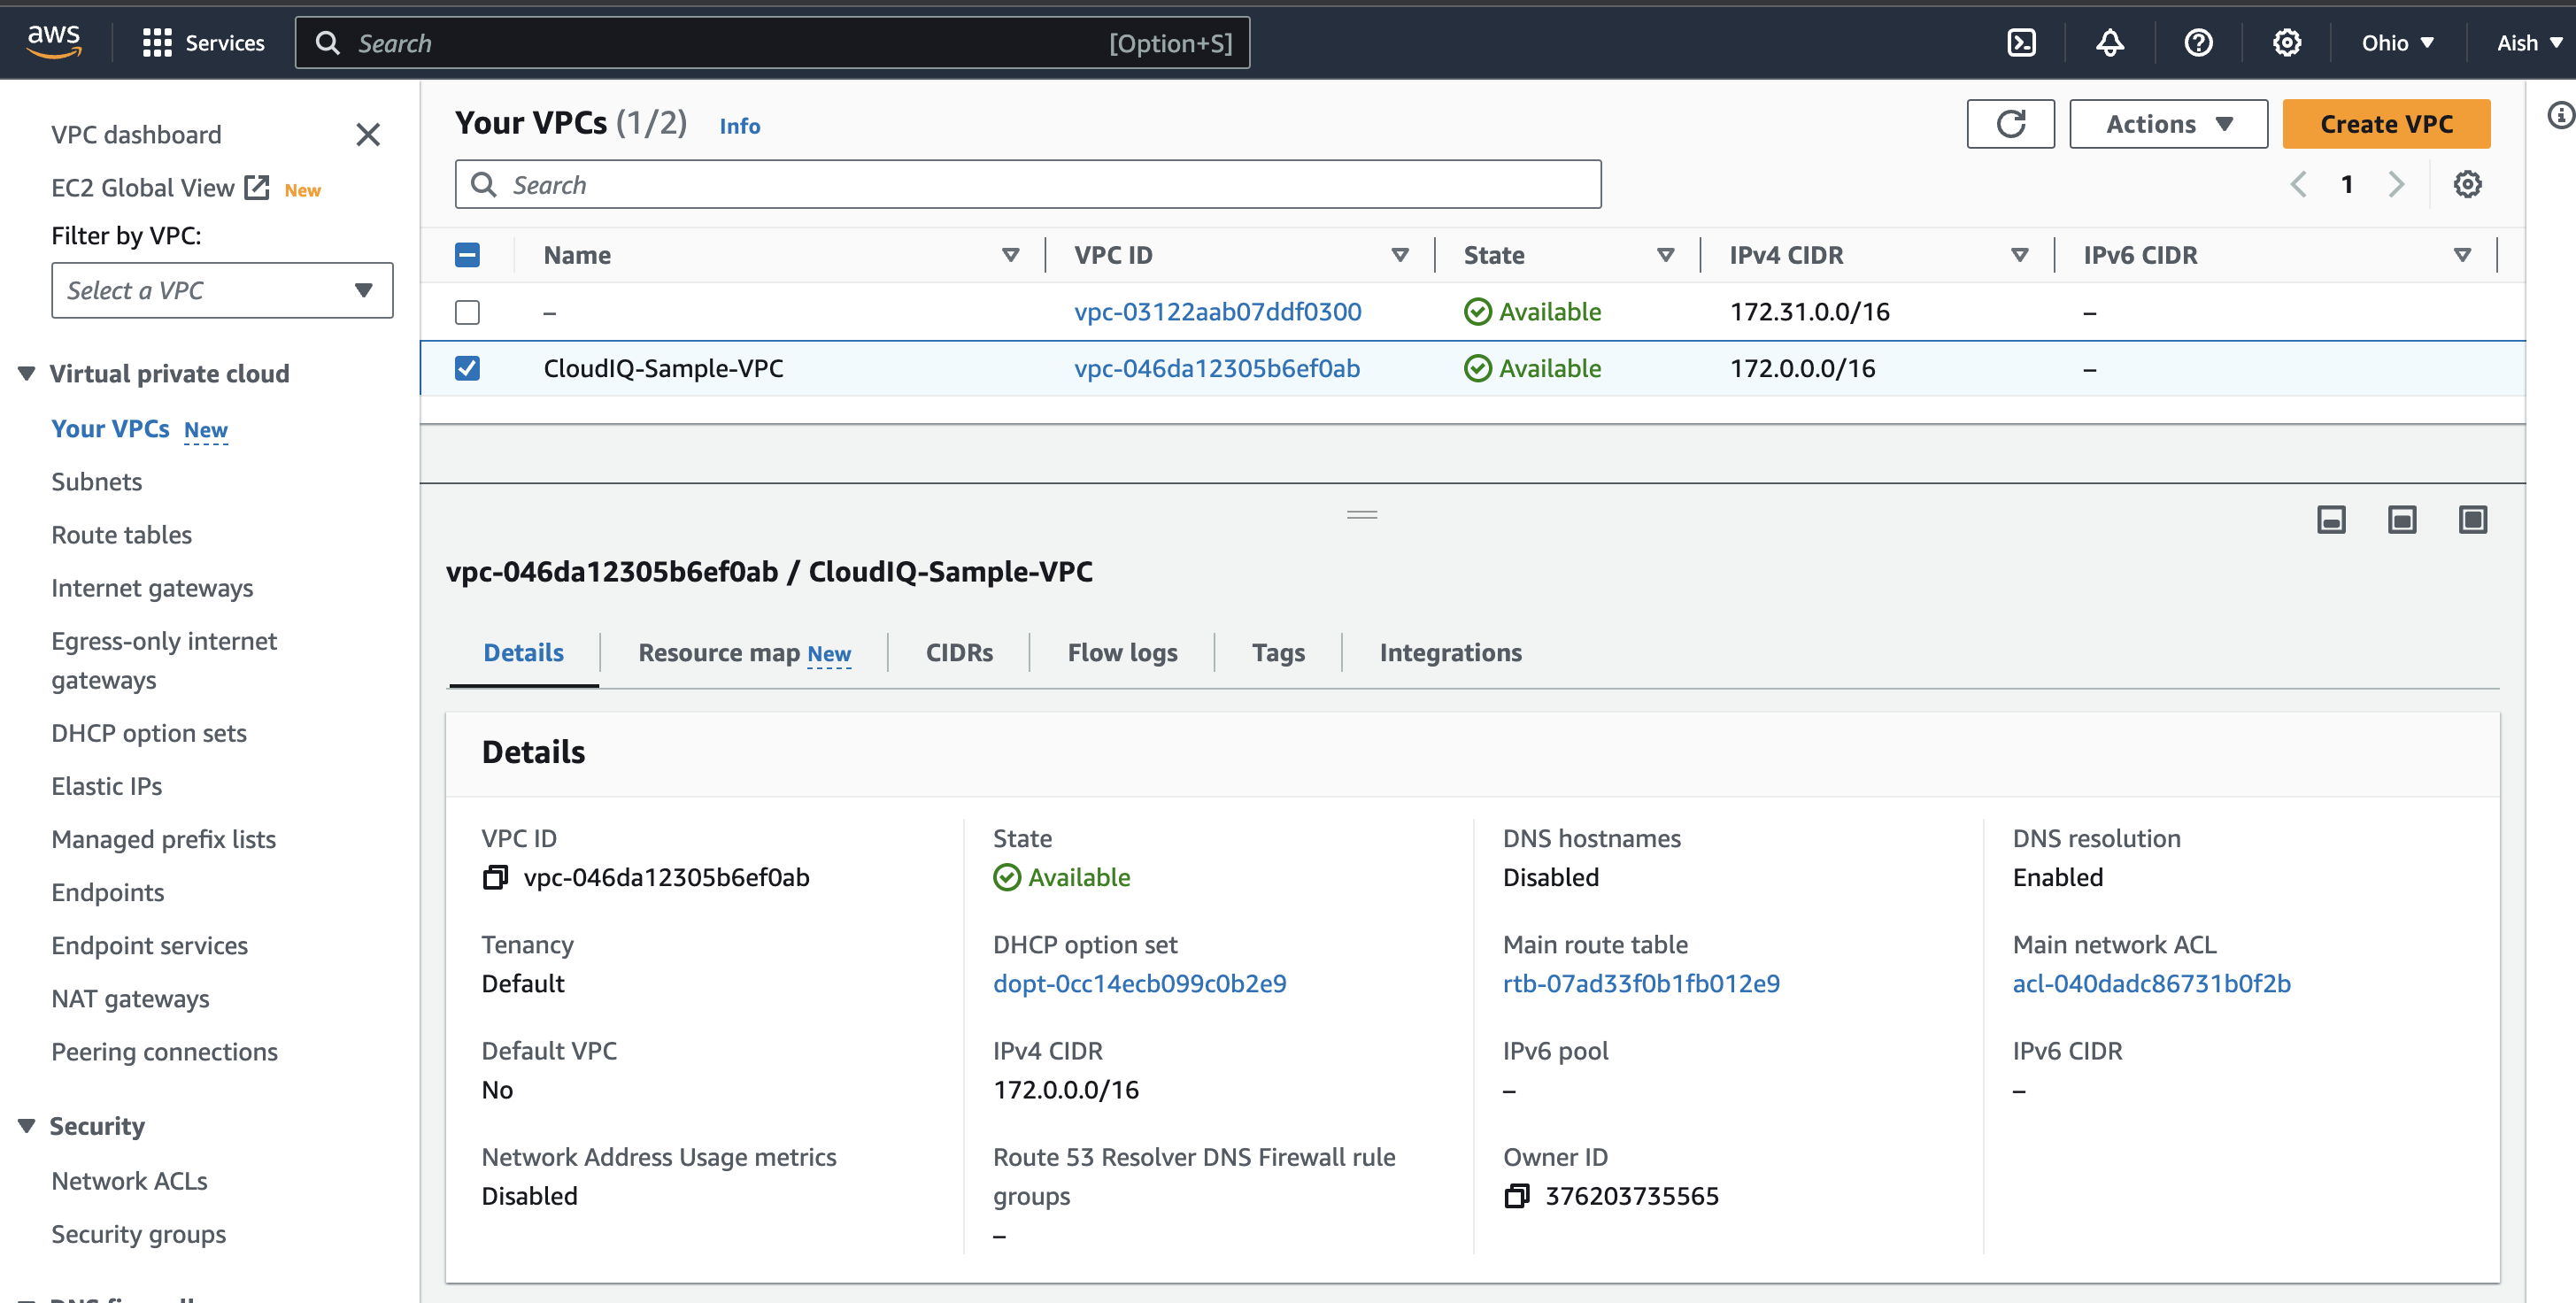 aws Services Search [Option+S] Ohio Aish
VPC dashboard
EC2 Global View New
Filter by VPC:
Select a VPC
Virtual private cloud
Your VPCs New
Subnets
Route tables
Internet gateways
Egress-only internet
gateways
DHCP option sets
Elastic IPs
Managed prefix lists
Endpoints
Endpoint services
NAT gateways
Peering connections
Security
Network ACLs
Security groups
Your VPCs (1/2) Info
Actions
Create VPC
Search
1
Name VPC ID State IPv4 CIDR IPv6 CIDR
– vpc-03122aab07ddf0300 Available 172.31.0.0/16 –
CloudIQ-Sample-VPC vpc-046da12305b6ef0ab Available 172.0.0.0/16 –
vpc-046da12305b6ef0ab / CloudIQ-Sample-VPC
Details Resource map New CIDRs Flow logs Tags Integrations
Details
VPC ID
vpc-046da12305b6ef0ab
State
Available
DNS hostnames
Disabled
DNS resolution
Enabled
Tenancy
Default
DHCP option set
dopt-0cc14ecb099c0b2e9
Main route table
rtb-07ad33f0b1fb012e9
Main network ACL
acl-040dadc86731b0f2b
Default VPC
No
IPv4 CIDR
172.0.0.0/16
IPv6 pool
–
IPv6 CIDR
–
Network Address Usage metrics
Disabled
Route 53 Resolver DNS Firewall rule
groups
–
Owner ID
376203735565